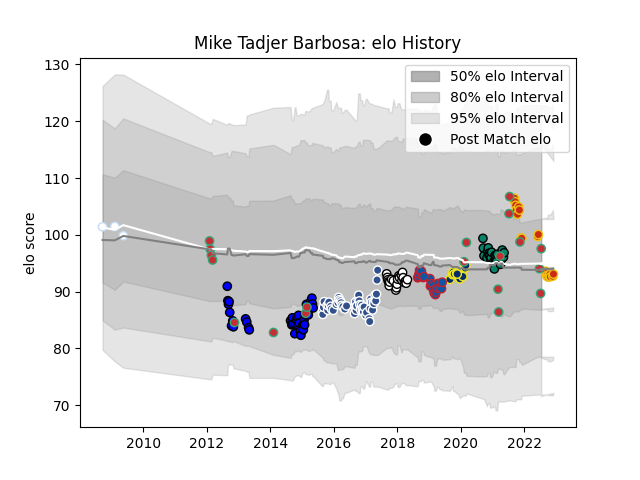 Mike Tadjer Barbosa: elo History
130
120
110
100
90
80
70
elo score
50% elo Interval
80% elo Interval
95% elo Interval
Post Match elo
2010 2012 2014 2016 2018 2020 2022